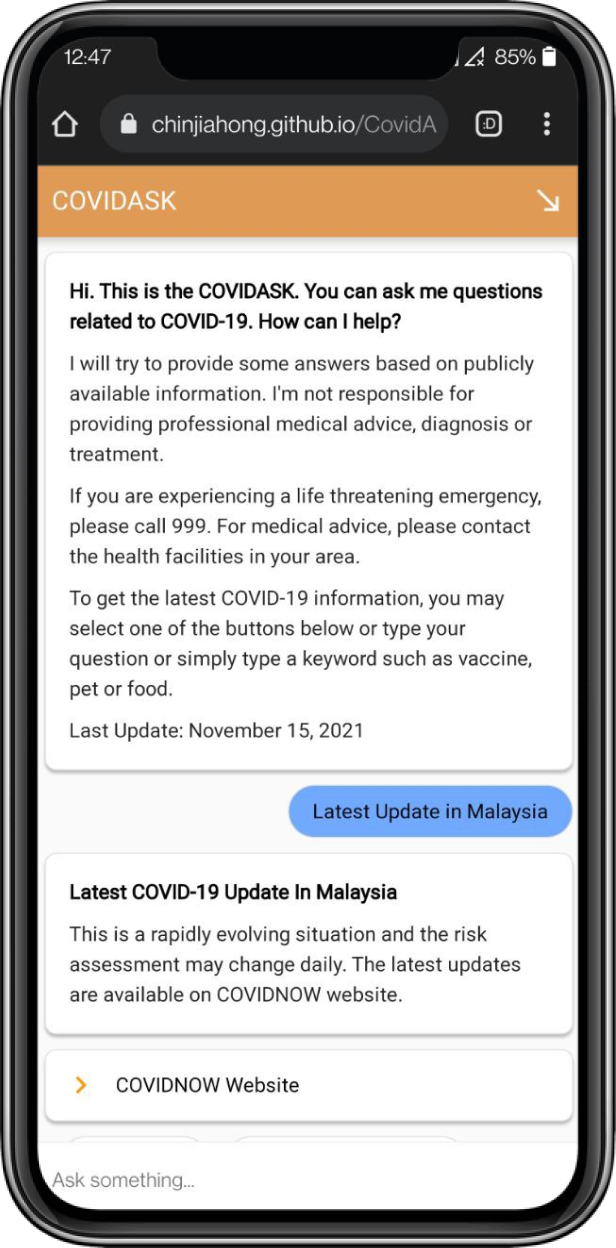 12:47
85%
chinjiahong.github.io/CovidA
:D
COVIDASK
Hi. This is the COVIDASK. You can ask me questions
related to COVID-19. How can I help?
I will try to provide some answers based on publicly
available information. I'm not responsible for
providing professional medical advice, diagnosis or
treatment.
If you are experiencing a life threatening emergency,
please call 999. For medical advice, please contact
the health facilities in your area.
To get the latest COVID-19 information, you may
select one of the buttons below or type your
question or simply type a keyword such as vaccine,
pet or food.
Last Update: November 15, 2021
Latest Update in Malaysia
Latest COVID-19 Update In Malaysia
This is a rapidly evolving situation and the risk
assessment may change daily. The latest updates
are available on COVIDNOW website.
COVIDNOW Website
Ask something...